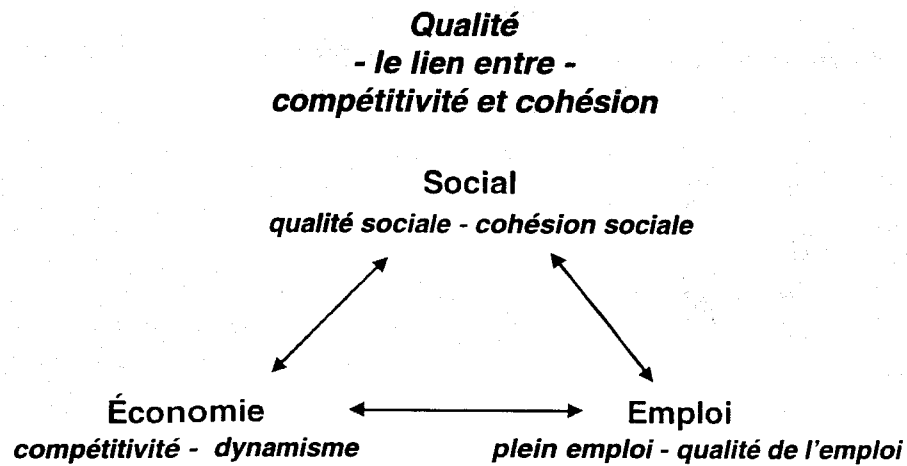 Qualité
- le lien entre -
compétitivité et cohésion
Social
qualité sociale - cohésion sociale
Économie
compétitivité - dynamisme
Emploi
plein emploi - qualité de l'emploi